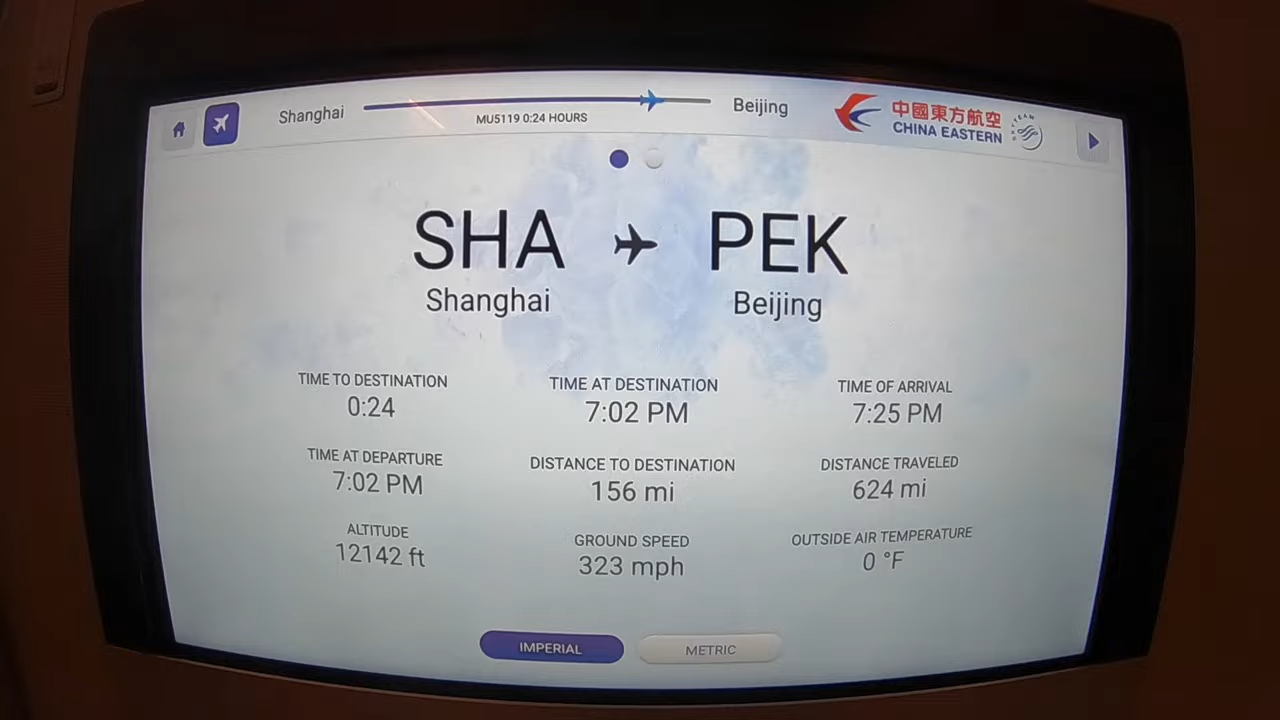 Shanghai
MU5119 0:24 HOURS
Beijing
中國東方航空
CHINA EASTERN
SHA
PEK
Shanghai
Beijing
TIME TO DESTINATION
0:24
TIME AT DESTINATION
7:02 PM
TIME OF ARRIVAL
7:25 PM
TIME AT DEPARTURE
7:02 PM
DISTANCE TO DESTINATION
156 mi
DISTANCE TRAVELED
624 mi
ALTITUDE
12142 ft
GROUND SPEED
323 mph
OUTSIDE AIR TEMPERATURE
0 °F
IMPERIAL
METRIC